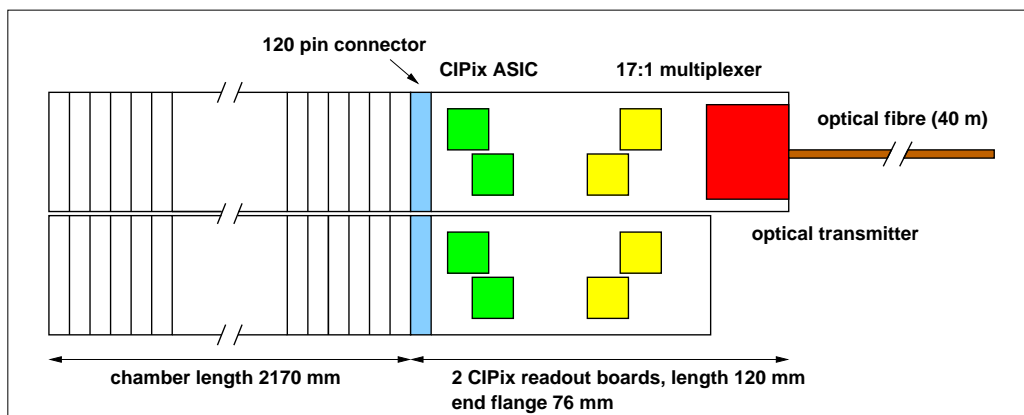 120 pin connector
CIPix ASIC
17:1 multiplexer
optical fibre (40 m)
optical transmitter
chamber length 2170 mm
2 CIPix readout boards, length 120 mm
end flange 76 mm